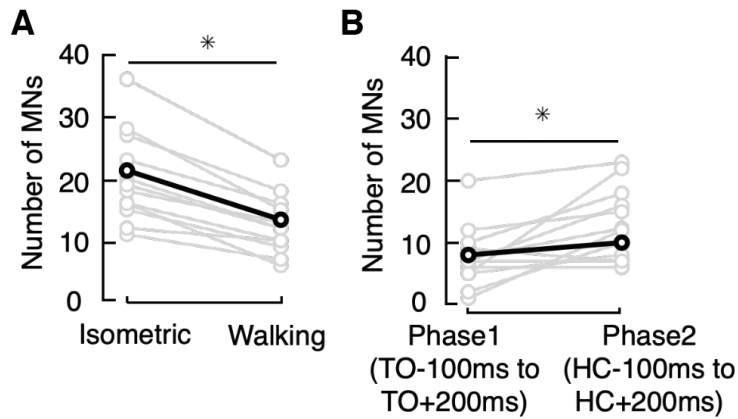 A
Number of MNs
40
30
20
10
0
*
Isometric Walking
B
Number of MNs
40
30
20
10
0
*
Phase1
(TO-100ms to
TO+200ms)
Phase2
(HC-100ms to
HC+200ms)